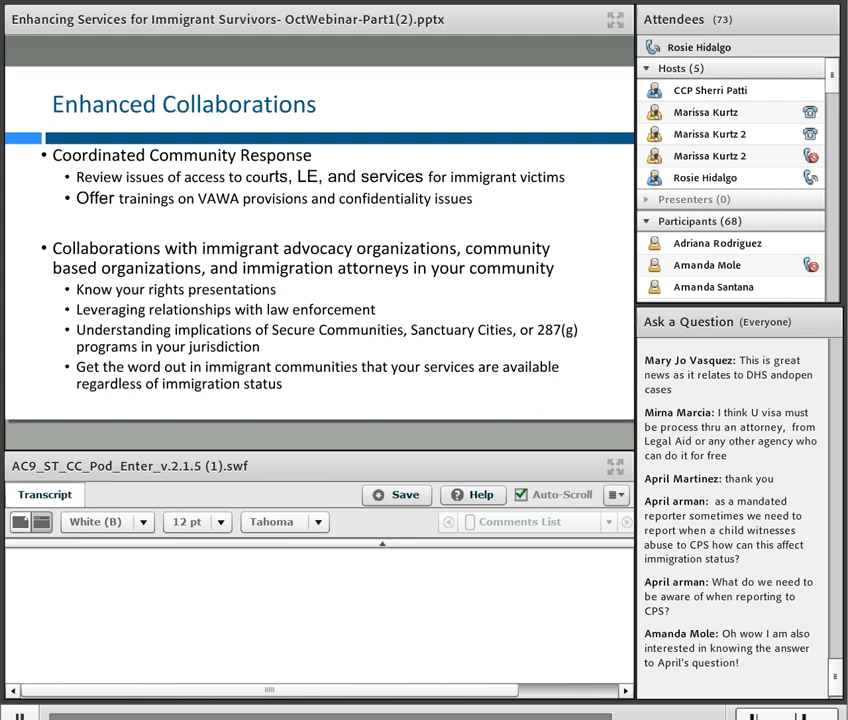 Enhancing Services for Immigrant Survivors- OctWebinar-Part1(2).pptx
Enhanced Collaborations
• Coordinated Community Response
• Review issues of access to courts, LE, and services for immigrant victims
• Offer trainings on VAWA provisions and confidentiality issues
• Collaborations with immigrant advocacy organizations, community
based organizations, and immigration attorneys in your community
• Know your rights presentations
• Leveraging relationships with law enforcement
• Understanding implications of Secure Communities, Sanctuary Cities, or 287(g)
programs in your jurisdiction
• Get the word out in immigrant communities that your services are available
regardless of immigration status
AC9_ST_CC_Pod_Enter_v.2.1.5 (1).swf
Transcript
Save
Help
Auto-Scroll
White (B)
12 pt
Tahoma
Comments List
Attendees (73)
Rosie Hidalgo
Hosts (5)
CCP Sherri Patti
Marissa Kurtz
Marissa Kurtz 2
Marissa Kurtz 2
Rosie Hidalgo
Presenters (0)
Participants (68)
Adriana Rodriguez
Amanda Mole
Amanda Santana
Ask a Question (Everyone)
Mary Jo Vasquez: This is great
news as it relates to DHS andopen
cases
Mirna Marcia: I think U visa must
be process thru an attorney, from
Legal Aid or any other agency who
can do it for free
April Martinez: thank you
April arman: as a mandated
reporter sometimes we need to
report when a child witnesses
abuse to CPS how can this affect
immigration status?
April arman: What do we need to
be aware of when reporting to
CPS?
Amanda Mole: Oh wow I am also
interested in knowing the answer
to April's question!